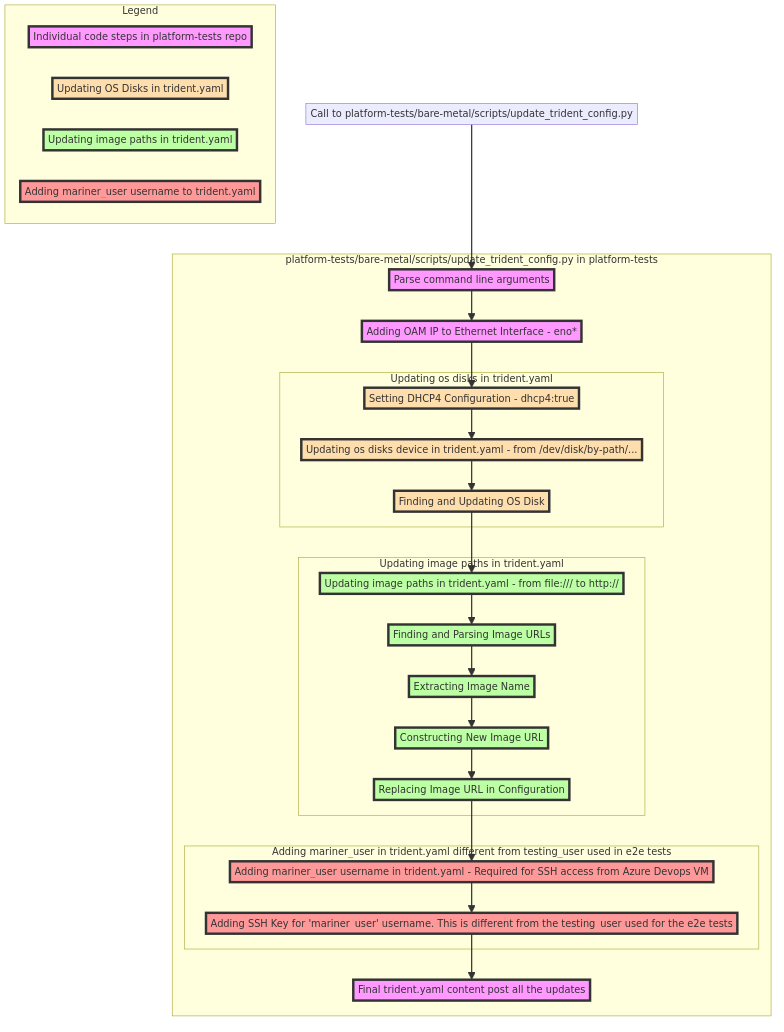 Legend
Individual code steps in platform-tests repo
Updating OS Disks in trident.yaml
Updating image paths in trident.yaml
Adding mariner_user username to trident.yaml
Call to platform-tests/bare-metal/scripts/update_trident_config.py
platform-tests/bare-metal/scripts/update_trident_config.py in platform-tests
Parse command line arguments
Adding OAM IP to Ethernet Interface - eno*
Updating os disks in trident.yaml
Setting DHCP4 Configuration - dhcp4:true
Updating os disks device in trident.yaml - from /dev/disk/by-path/...
Finding and Updating OS Disk
Updating image paths in trident.yaml
Updating image paths in trident.yaml - from file:/// to http://
Finding and Parsing Image URLs
Extracting Image Name
Constructing New Image URL
Replacing Image URL in Configuration
Adding mariner_user in trident.yaml different from testing_user used in e2e tests
Adding mariner_user username in trident.yaml - Required for SSH access from Azure Devops VM
Adding SSH Key for 'mariner_user' username. This is different from the testing_user used for the e2e tests
Final trident.yaml content post all the updates